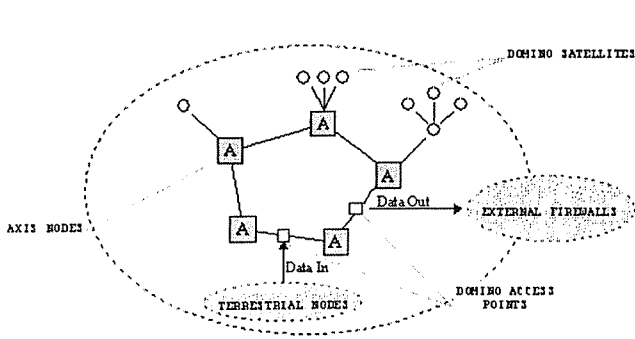 DOMINO SATELLITES
A
A
A
Data Out
EXTERNAL FIREWALLS
AXIS NODES
A
A
Data In
TERRESTRIAL NODES
DOMINO ACCESS
POINTS